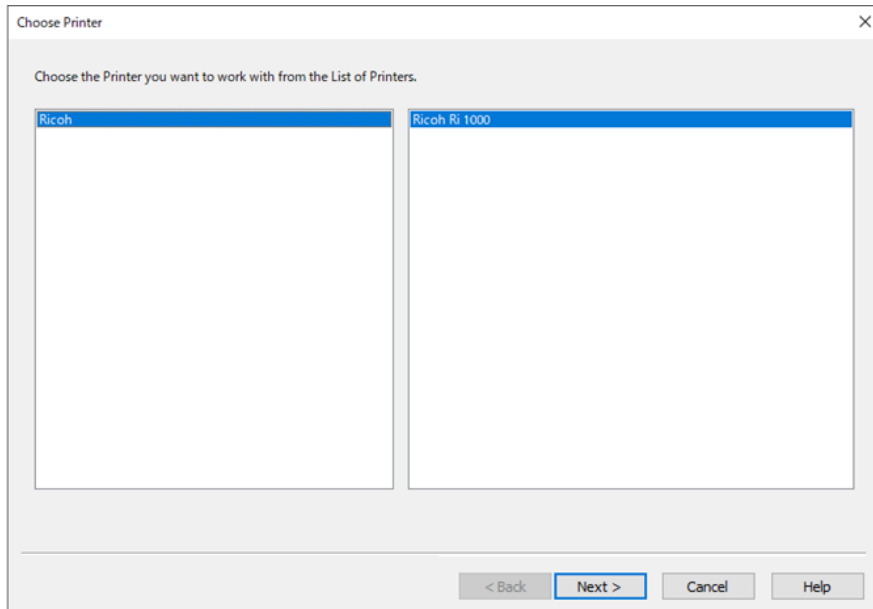 Choose Printer
Choose the Printer you want to work with from the List of Printers.
Ricoh
Ricoh Ri 1000
< Back
Next >
Cancel
Help